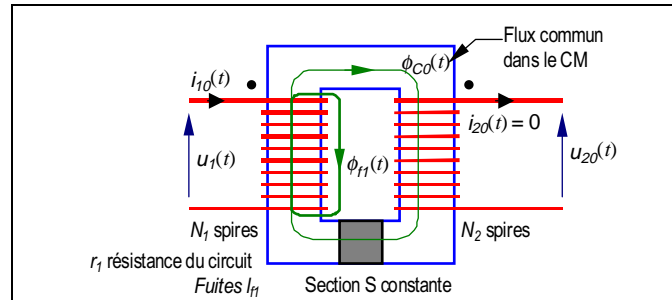 Flux commun
dans le CM
ϕC0(t)
i10(t)
i20(t) = 0
u1(t)
ϕf1(t)
u20(t)
N1 spires
N2 spires
r1 résistance du circuit
Fuites lf1
Section S constante